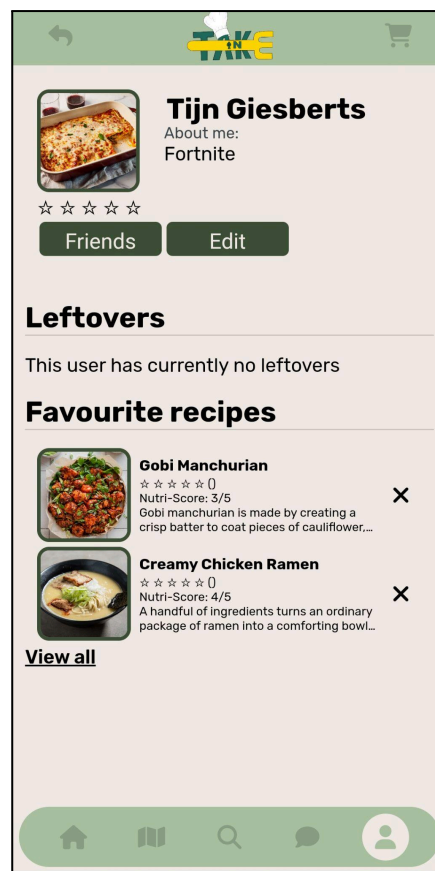 TAKE
IN
Tijn Giesberts
About me:
Fortnite
☆ ☆ ☆ ☆ ☆
Friends Edit
Leftovers
This user has currently no leftovers
Favourite recipes
Gobi Manchurian
☆ ☆ ☆ ☆ ☆ ()
Nutri-Score: 3/5
Gobi manchurian is made by creating a
crisp batter to coat pieces of cauliflower,...
Creamy Chicken Ramen
☆ ☆ ☆ ☆ ☆ ()
Nutri-Score: 4/5
A handful of ingredients turns an ordinary
package of ramen into a comforting bowl...
View all